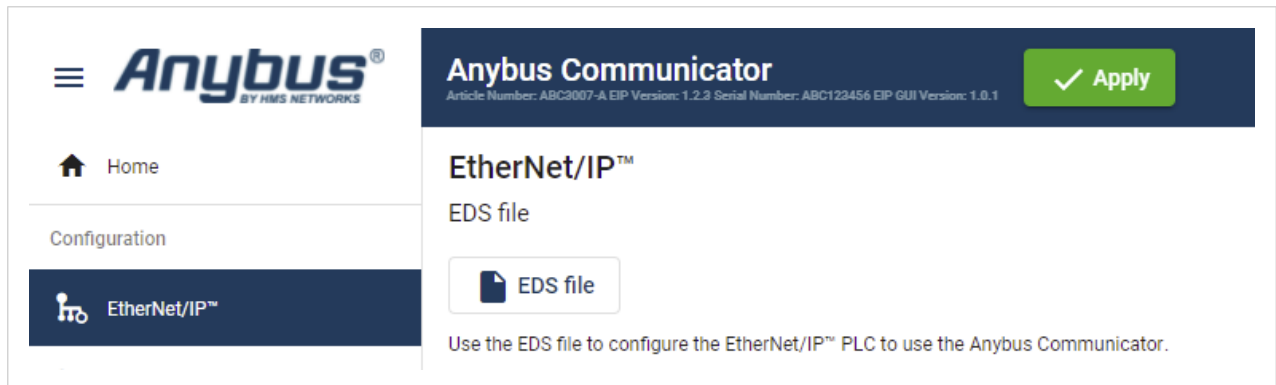 Anybus®
BY HMS NETWORKS
Home
Configuration
EtherNet/IP™
Anybus Communicator
Article Number: ABC3007-A EIP Version: 1.2.3 Serial Number: ABC123456 EIP GUI Version: 1.0.1
Apply
EtherNet/IP™
EDS file
EDS file
Use the EDS file to configure the EtherNet/IP™ PLC to use the Anybus Communicator.